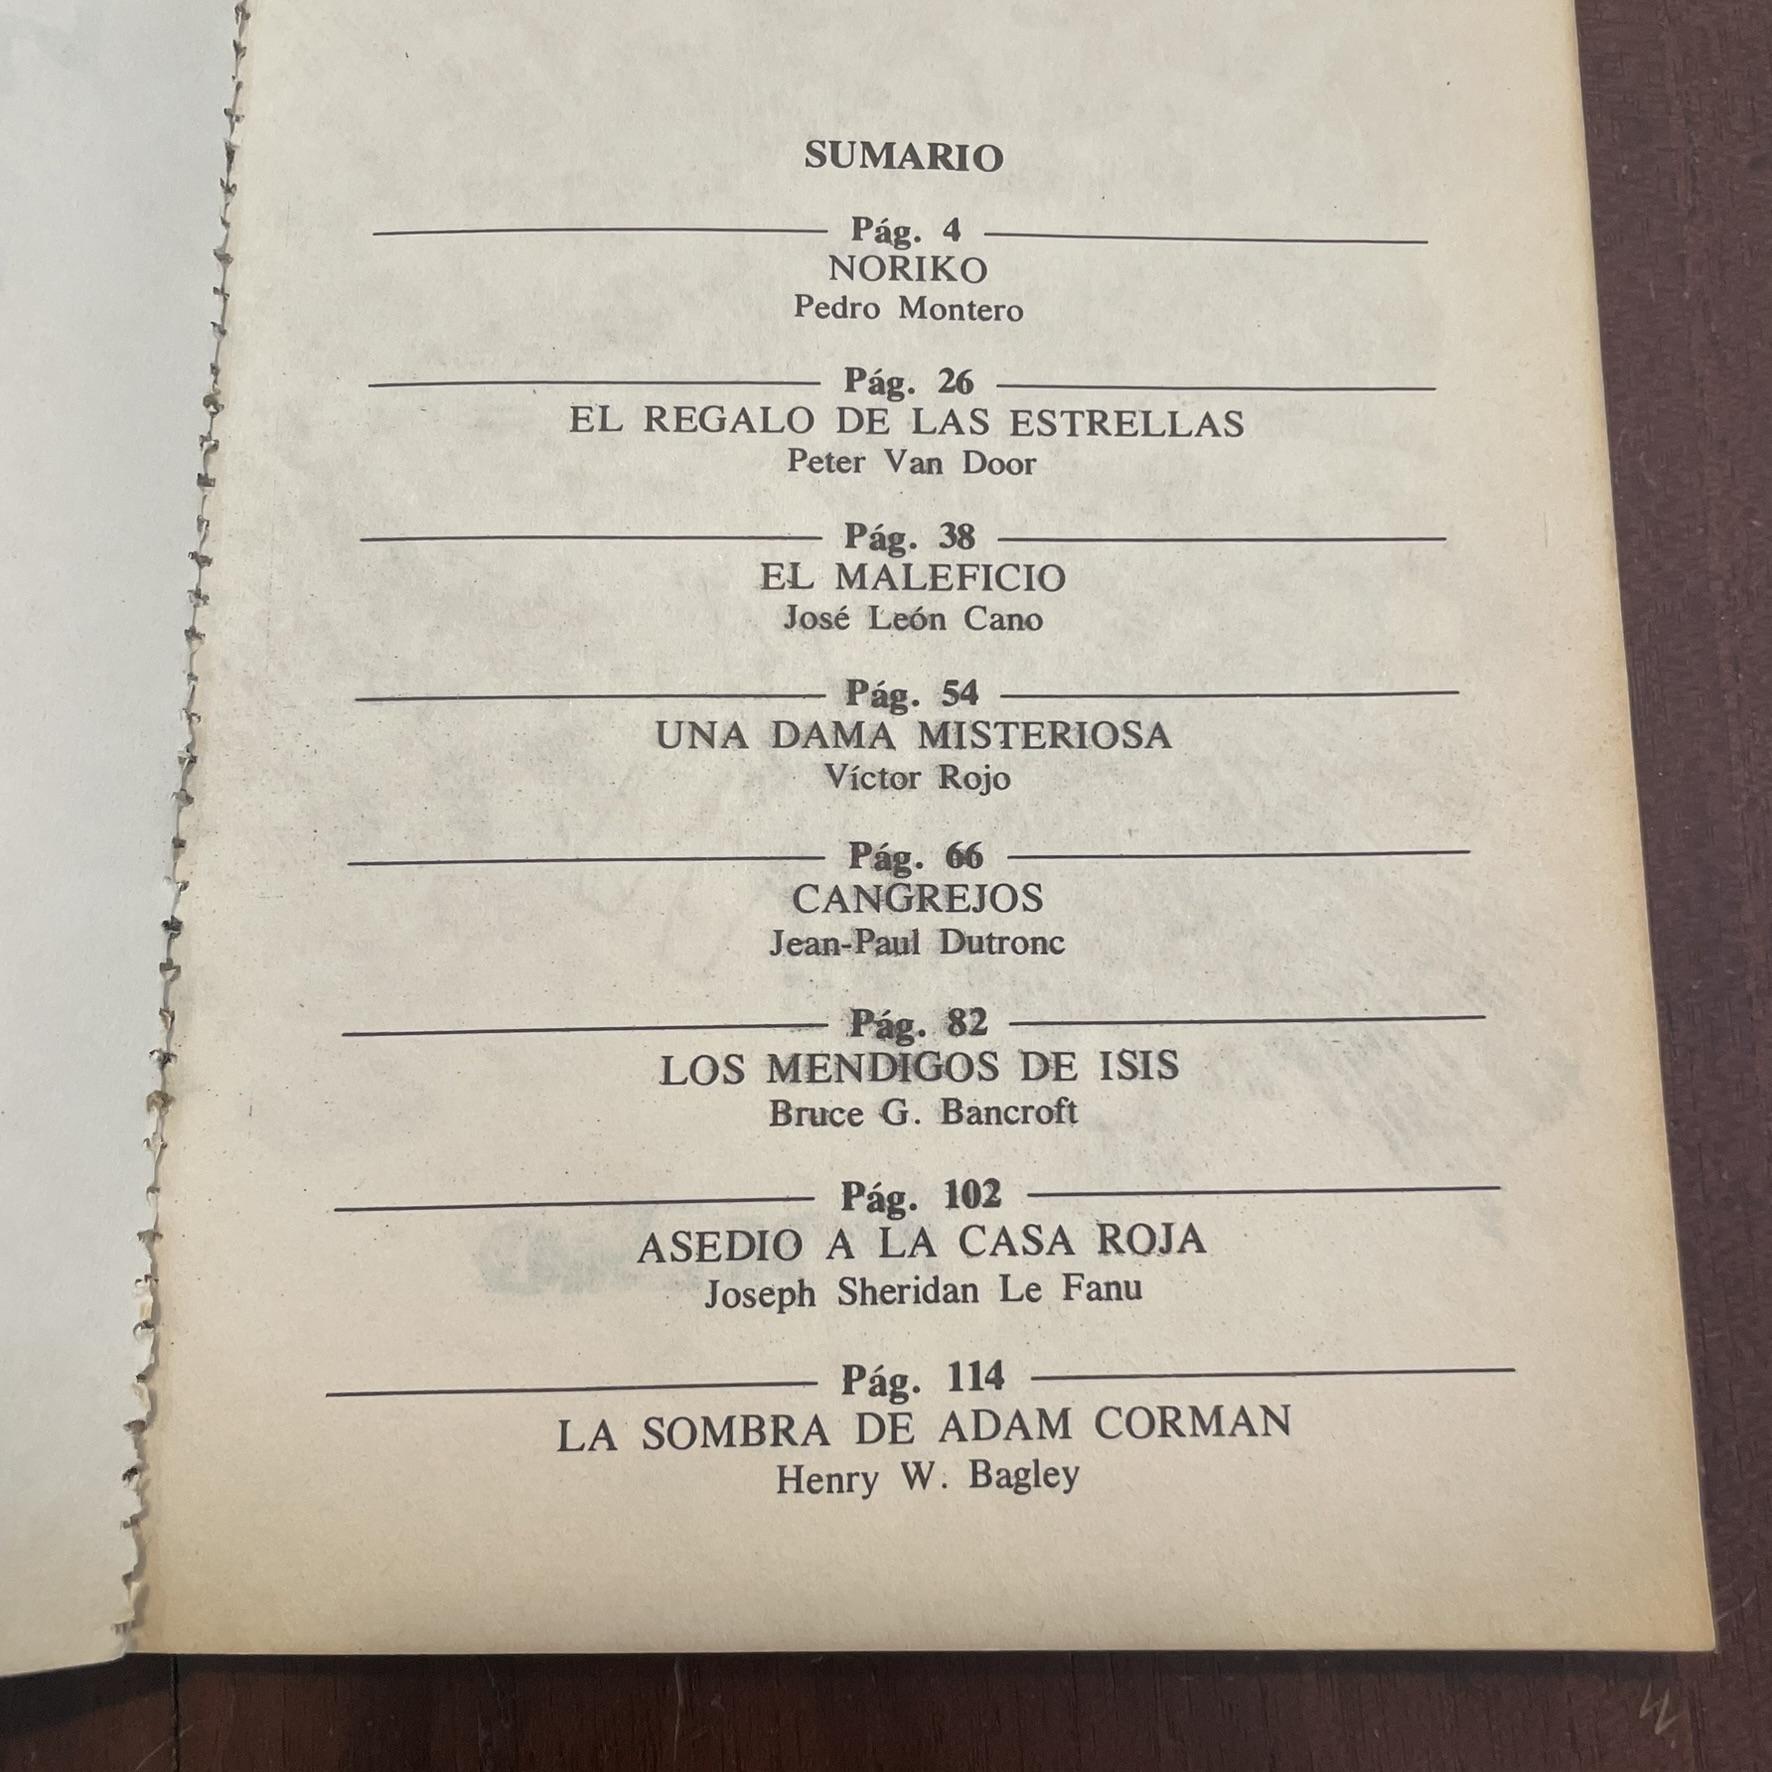 SUMARIO
Pág. 4
NORIKO
Pedro Montero
Pág. 26
EL REGALO DE LAS ESTRELLAS
Peter Van Door
Pág. 38
EL MALEFICIO
José León Cano
Pág. 54
UNA DAMA MISTERIOSA
Víctor Rojo
Pág. 66
CANGREJOS
Jean-Paul Dutronc
Pág. 82
LOS MENDIGOS DE ISIS
Bruce G. Bancroft
Pág. 102
ASEDIO A LA CASA ROJA
Joseph Sheridan Le Fanu
Pág. 114
LA SOMBRA DE ADAM CORMAN
Henry W. Bagley